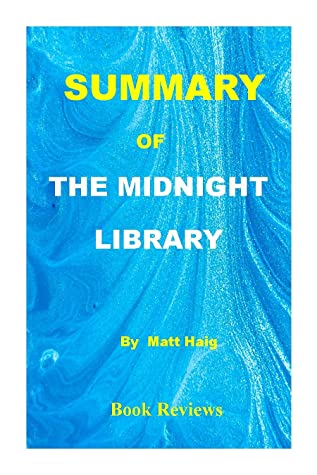 SUMMARY
OF
THE MIDNIGHT
LIBRARY
By Matt Haig
Book Reviews